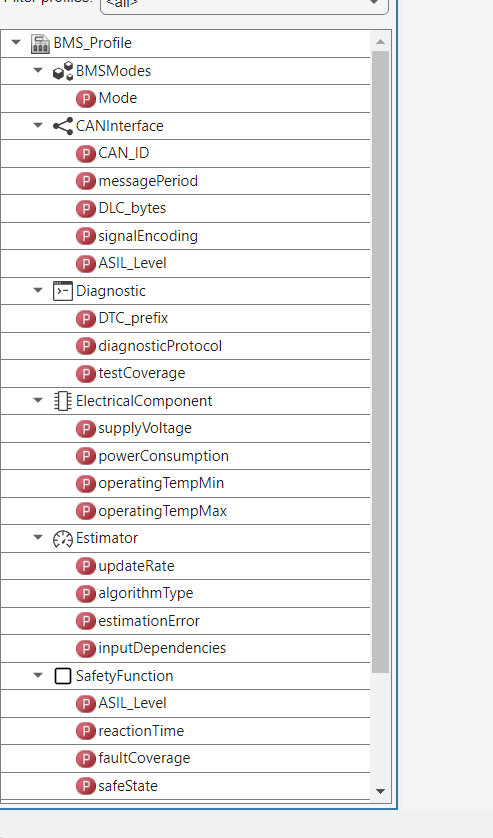 Filter profiles: <all>
BMS_Profile
BMSModes
P Mode
CANInterface
P CAN_ID
P messagePeriod
P DLC_bytes
P signalEncoding
P ASIL_Level
Diagnostic
P DTC_prefix
P diagnosticProtocol
P testCoverage
ElectricalComponent
P supplyVoltage
P powerConsumption
P operatingTempMin
P operatingTempMax
Estimator
P updateRate
P algorithmType
P estimationError
P inputDependencies
SafetyFunction
P ASIL_Level
P reactionTime
P faultCoverage
P safeState